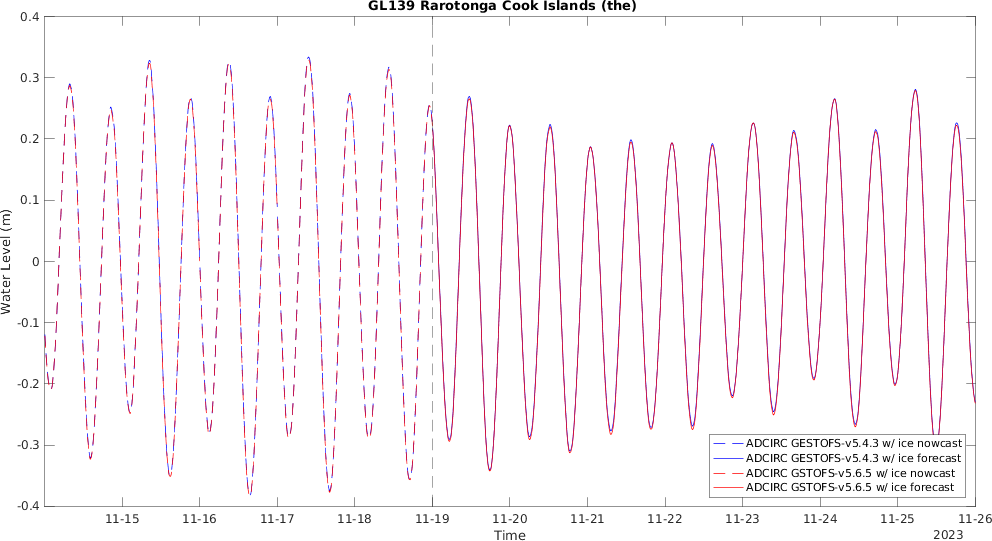 GL139 Rarotonga Cook Islands (the)
0.4
0.3
0.2
0.1
0
-0.1
-0.2
-0.3
-0.4
Water Level (m)
ADCIRC GESTOFS-v5.4.3 w/ ice nowcast
ADCIRC GESTOFS-v5.4.3 w/ ice forecast
ADCIRC GSTOFS-v5.6.5 w/ ice nowcast
ADCIRC GSTOFS-v5.6.5 w/ ice forecast
11-15 11-16 11-17 11-18 11-19 11-20 11-21 11-22 11-23 11-24 11-25 11-26
Time
2023